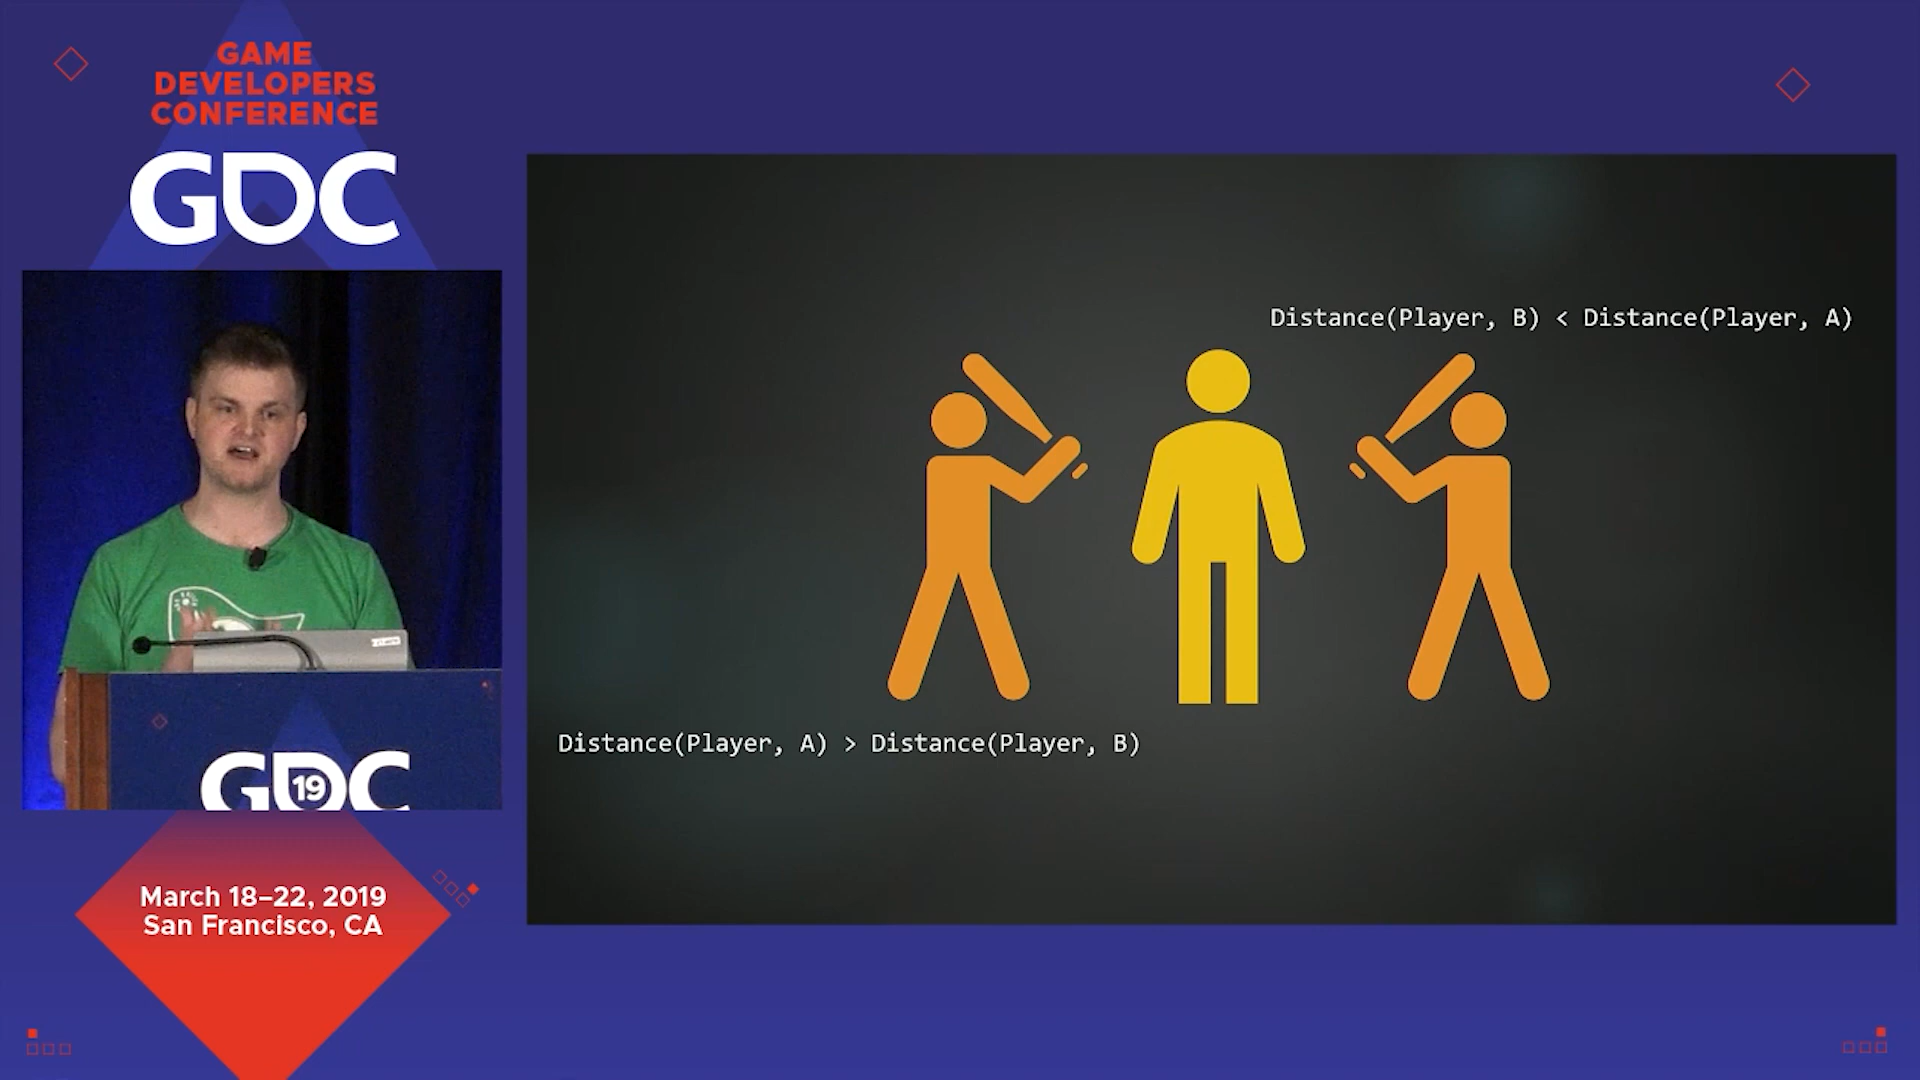 GAME
DEVELOPERS
CONFERENCE
GDC
Distance(Player, B) < Distance(Player, A)
Distance(Player, A) > Distance(Player, B)
GDC
19
March 18–22, 2019
San Francisco, CA